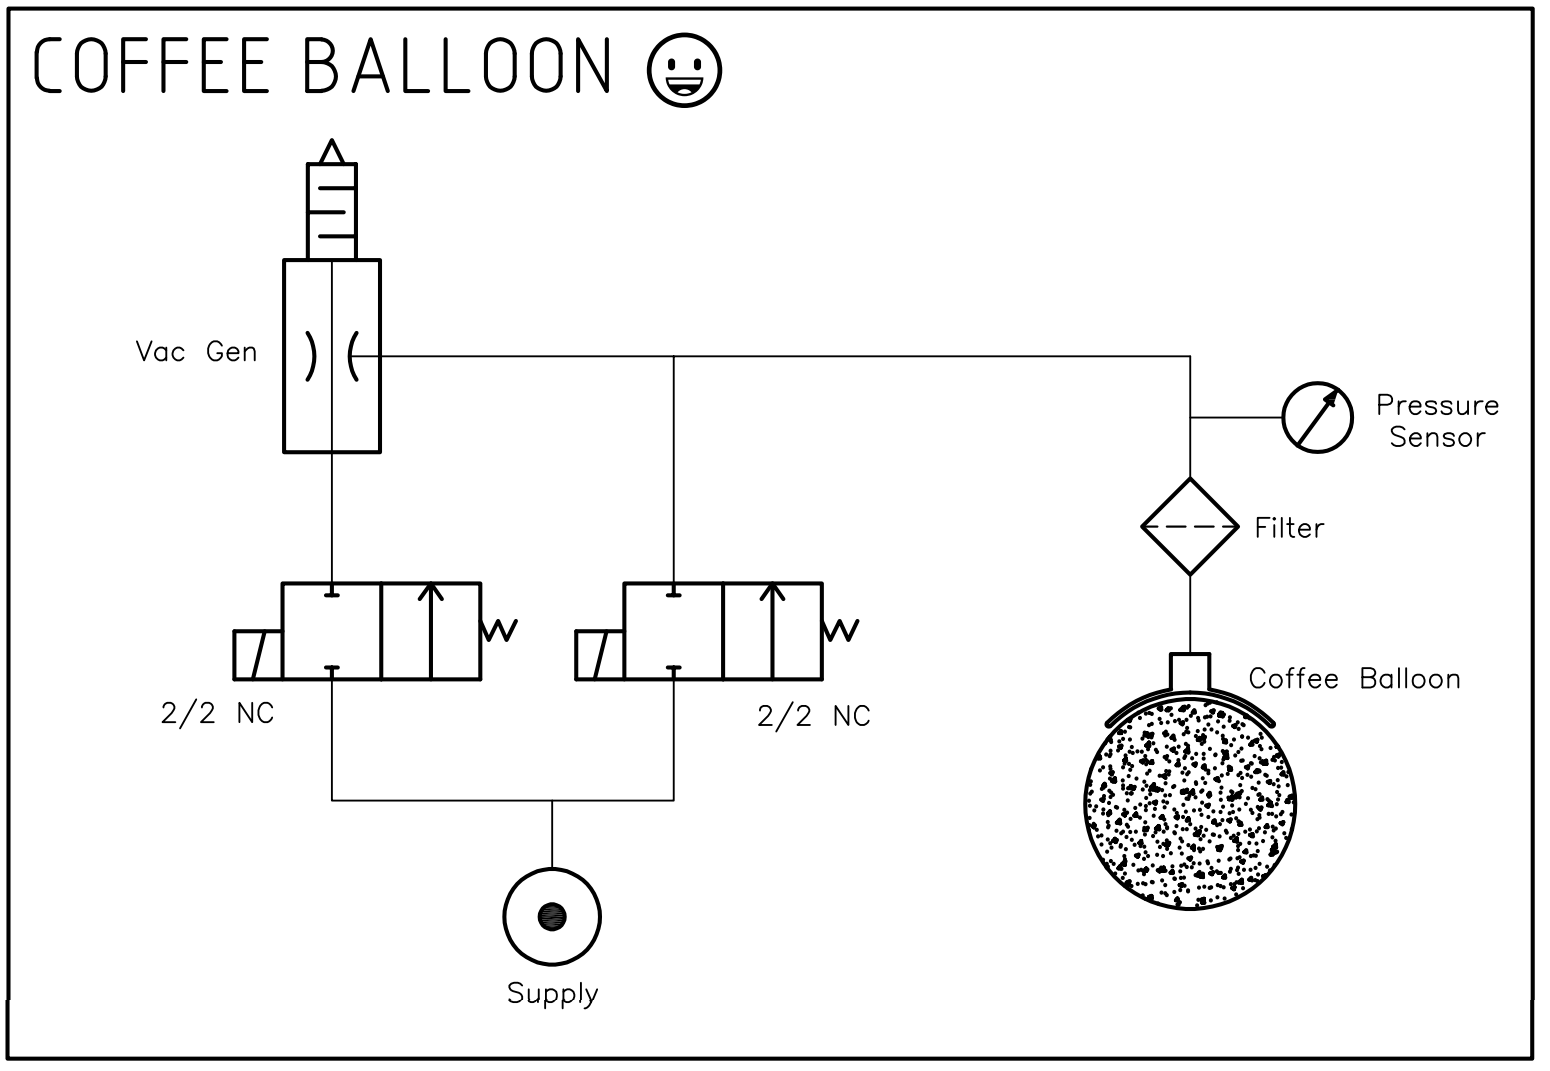 COFFEE BALLOON
Vac Gen
Pressure
Sensor
Filter
Coffee Balloon
2/2 NC
2/2 NC
Supply